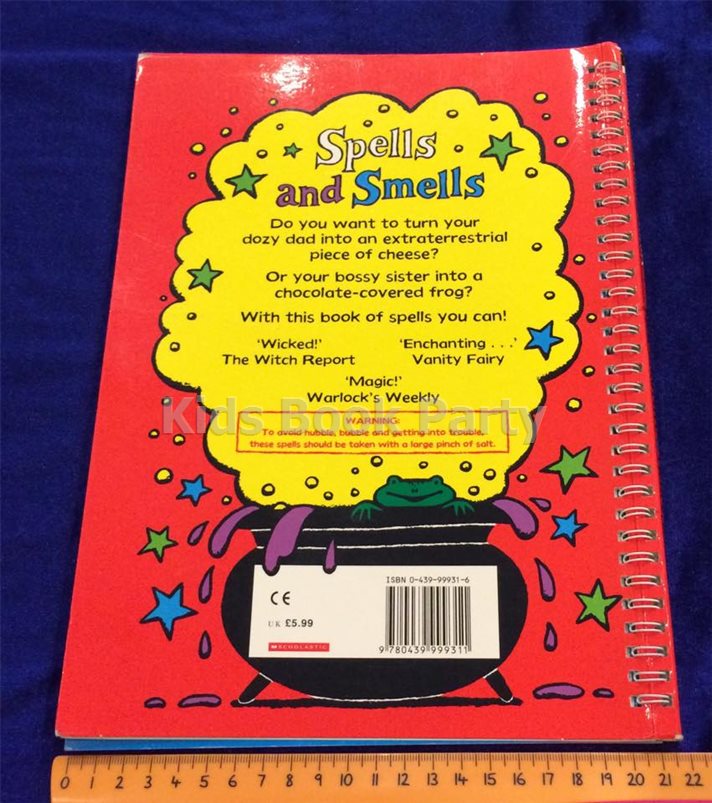 Spells
and Smells
Do you want to turn your
dozy dad into an extraterrestrial
piece of cheese?
Or your bossy sister into a
chocolate-covered frog?
With this book of spells you can!
'Wicked!'
The Witch Report
'Enchanting . . .'
Vanity Fairy
'Magic!'
Warlock's Weekly
Kids Book Party
WARNING:
To avoid hubble, bubble and getting into trouble,
these spells should be taken with a large pinch of salt.
CE
UK £5.99
SCHOLASTIC
ISBN 0-439-99931-6
9 780439 999311
0 1 2 3 4 5 6 7 8 9 10 11 12 13 14 15 16 17 18 19 20 21 22